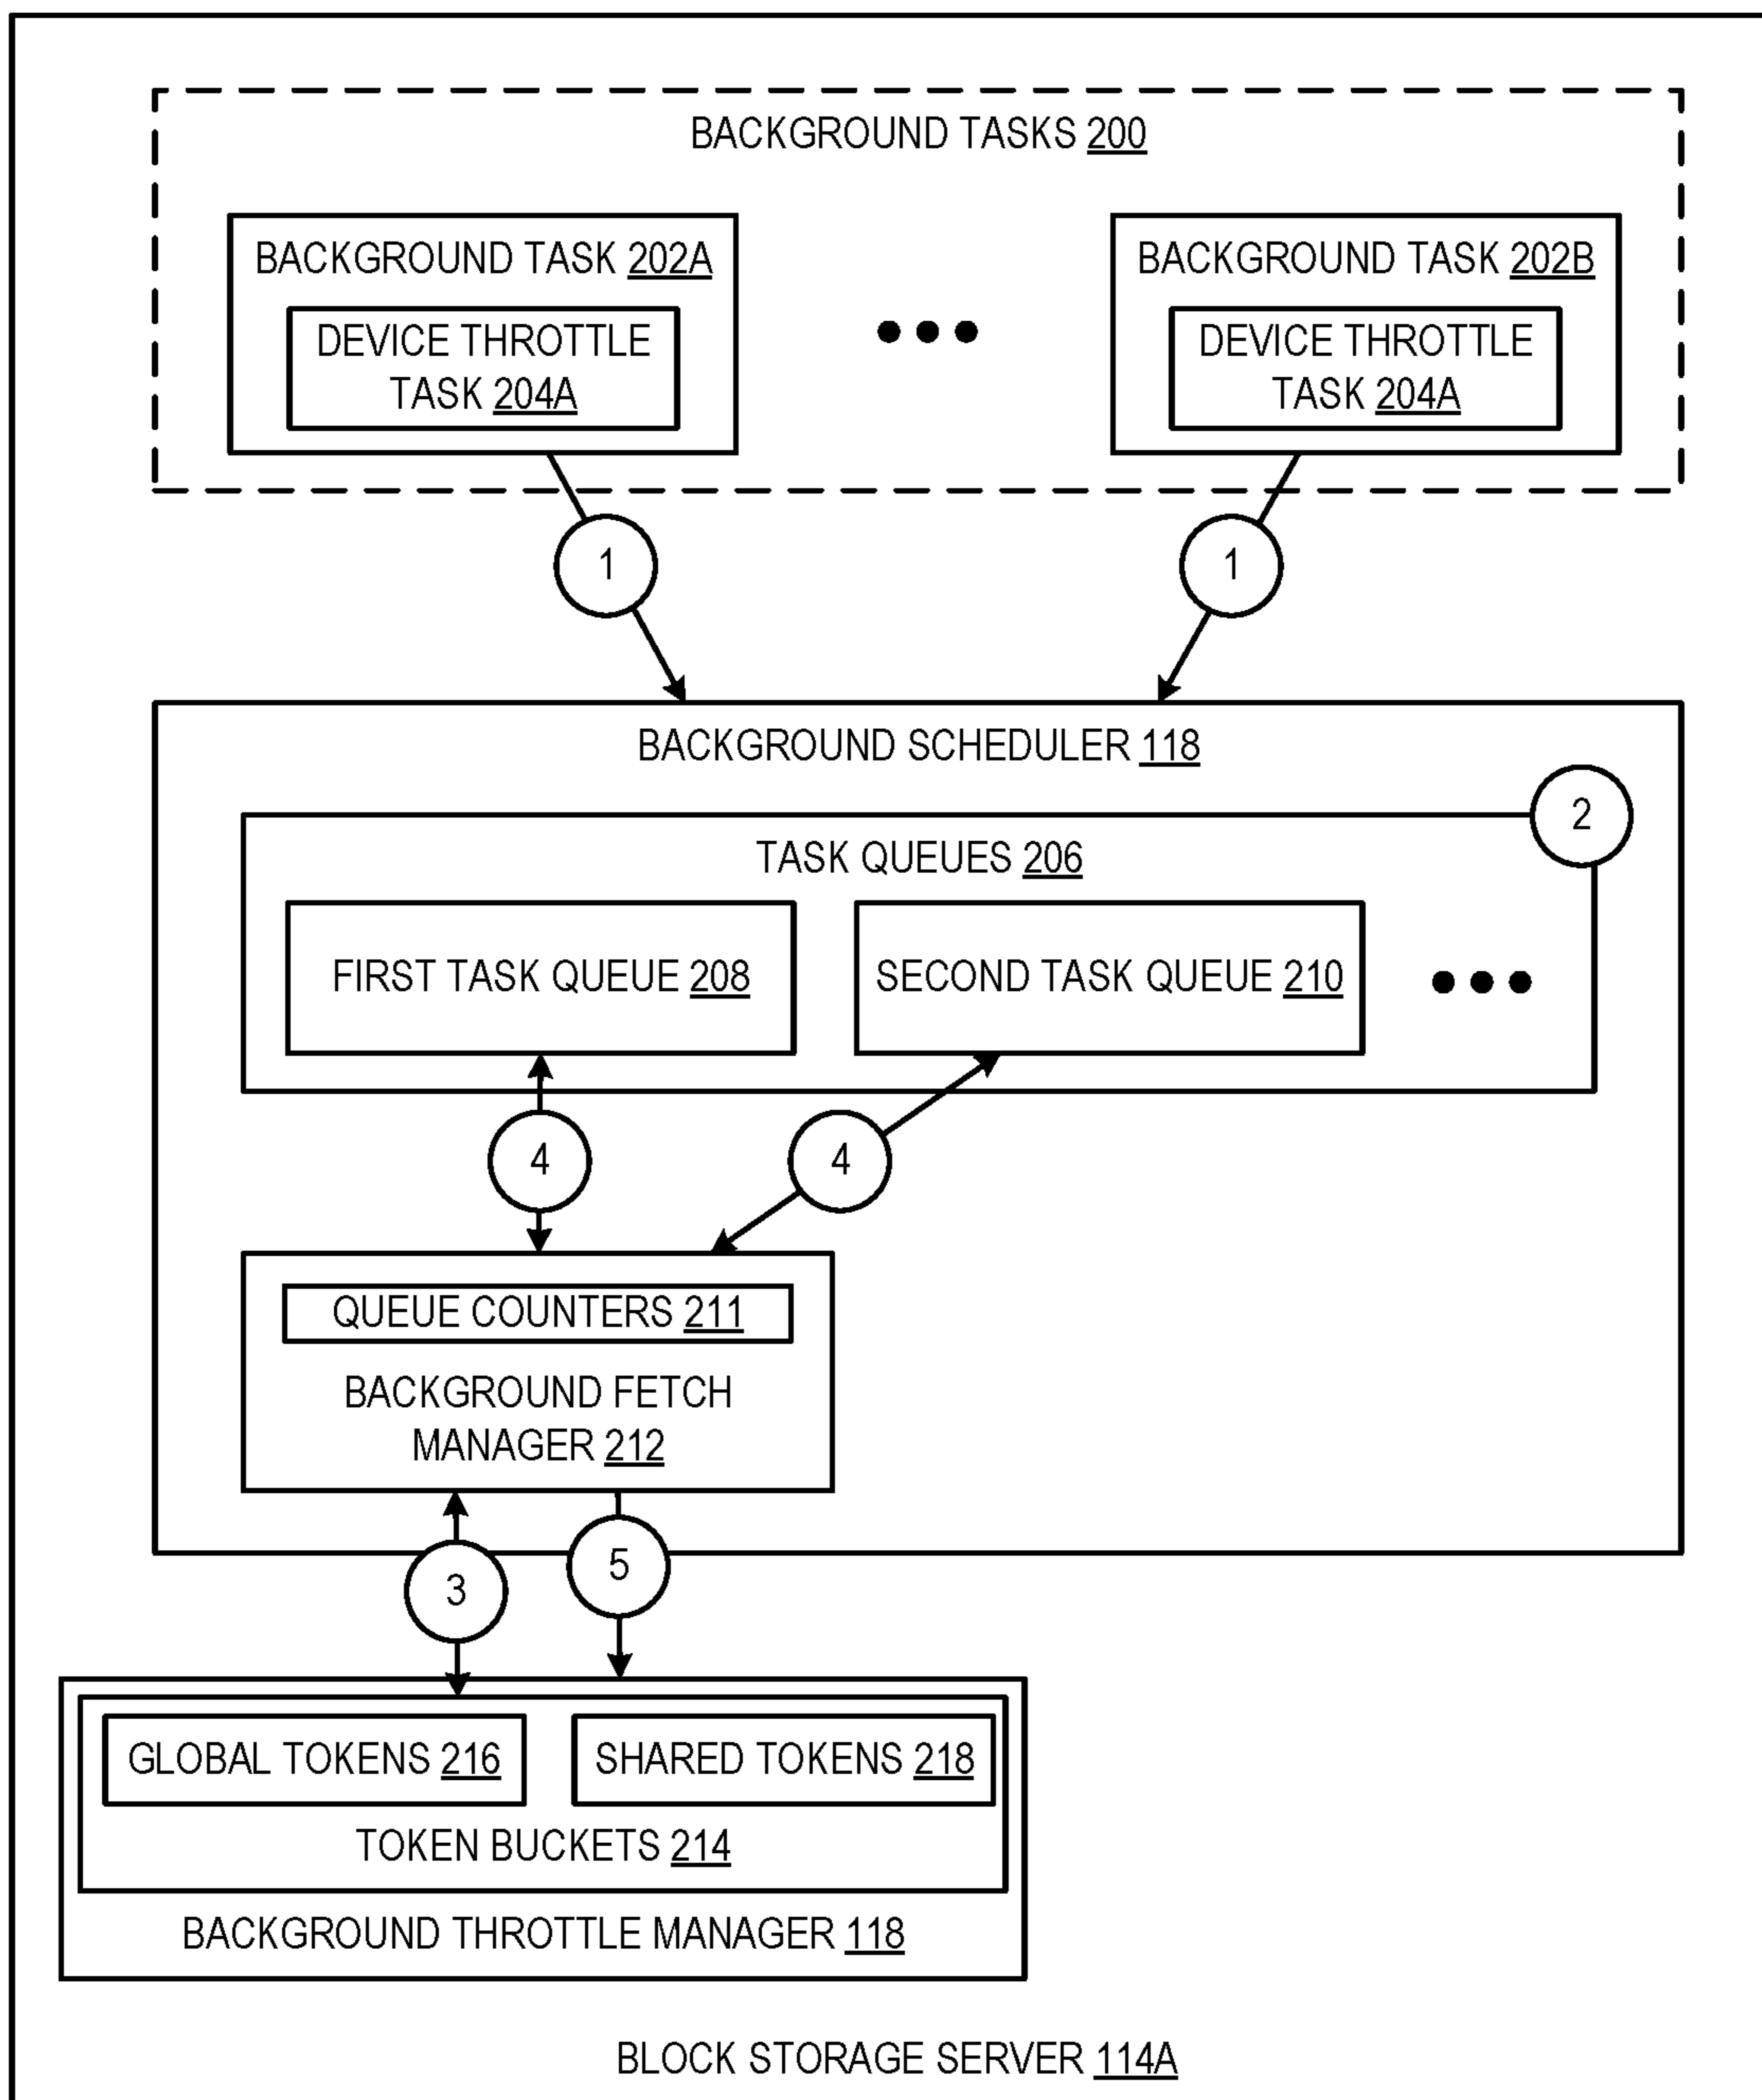 BACKGROUND TASKS 200
BACKGROUND TASK 202A
DEVICE THROTTLE
TASK 204A
BACKGROUND TASK 202B
DEVICE THROTTLE
TASK 204A
1
1
BACKGROUND SCHEDULER 118
2
TASK QUEUES 206
FIRST TASK QUEUE 208
SECOND TASK QUEUE 210
4
4
QUEUE COUNTERS 211
BACKGROUND FETCH
MANAGER 212
3
5
GLOBAL TOKENS 216
SHARED TOKENS 218
TOKEN BUCKETS 214
BACKGROUND THROTTLE MANAGER 118
BLOCK STORAGE SERVER 114A